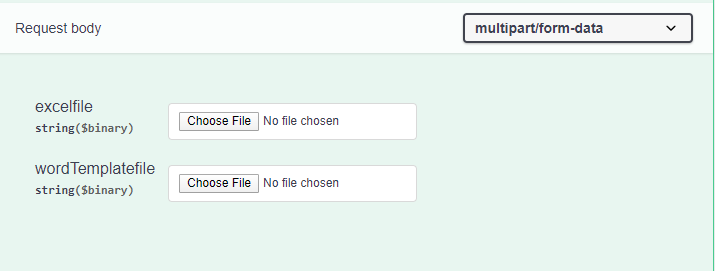 Request body multipart/form-data
excelfile
string($binary) Choose File No file chosen
wordTemplatefile
string($binary) Choose File No file chosen